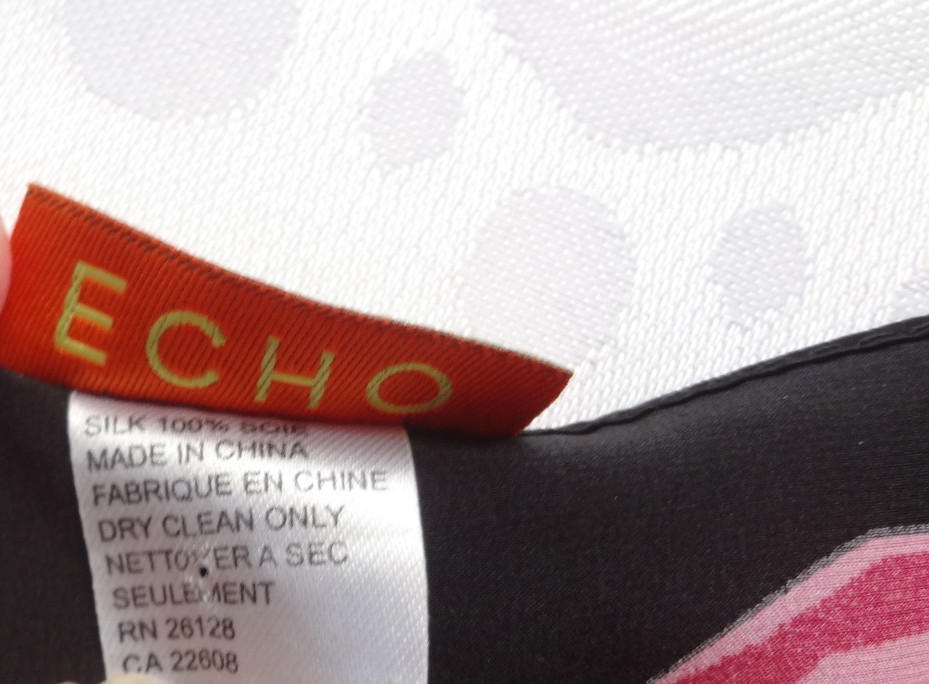 ECHO
SILK 100% SOIE
MADE IN CHINA
FABRIQUE EN CHINE
DRY CLEAN ONLY
NETTOYER A SEC
SEULEMENT
RN 26128
CA 22608